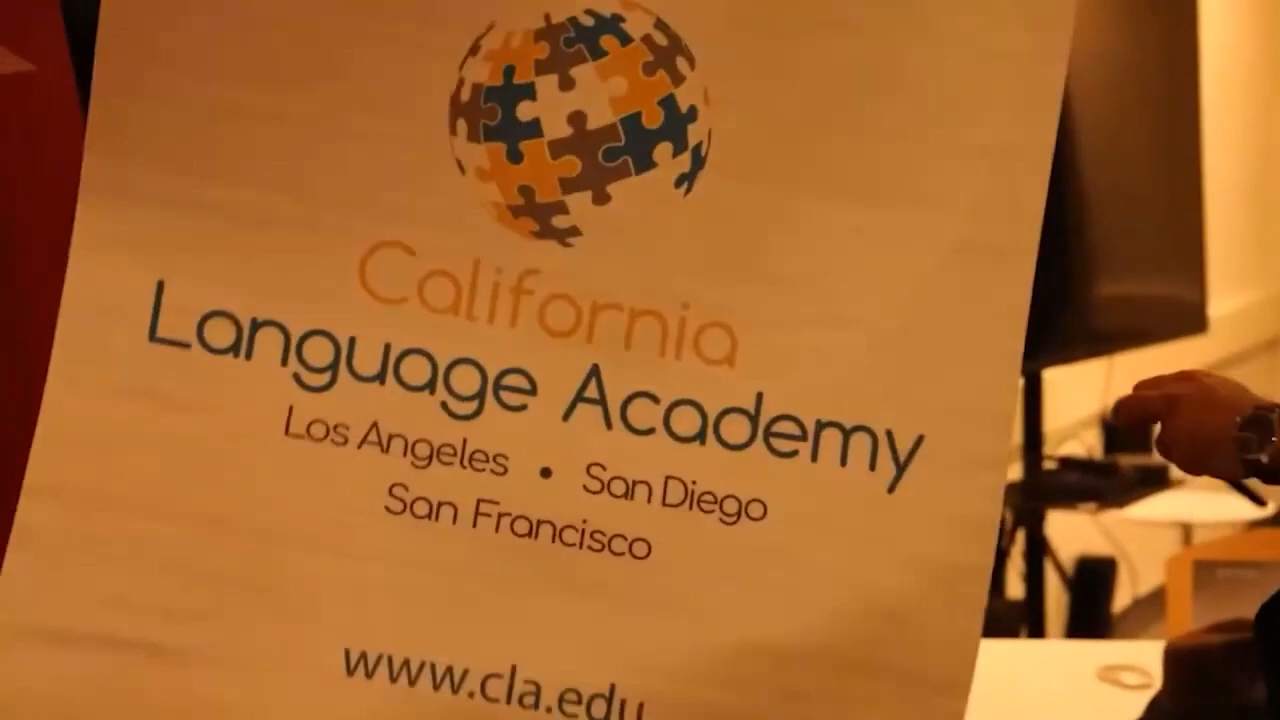 California
Language Academy
Los Angeles • San Diego
San Francisco
www.cla.edu